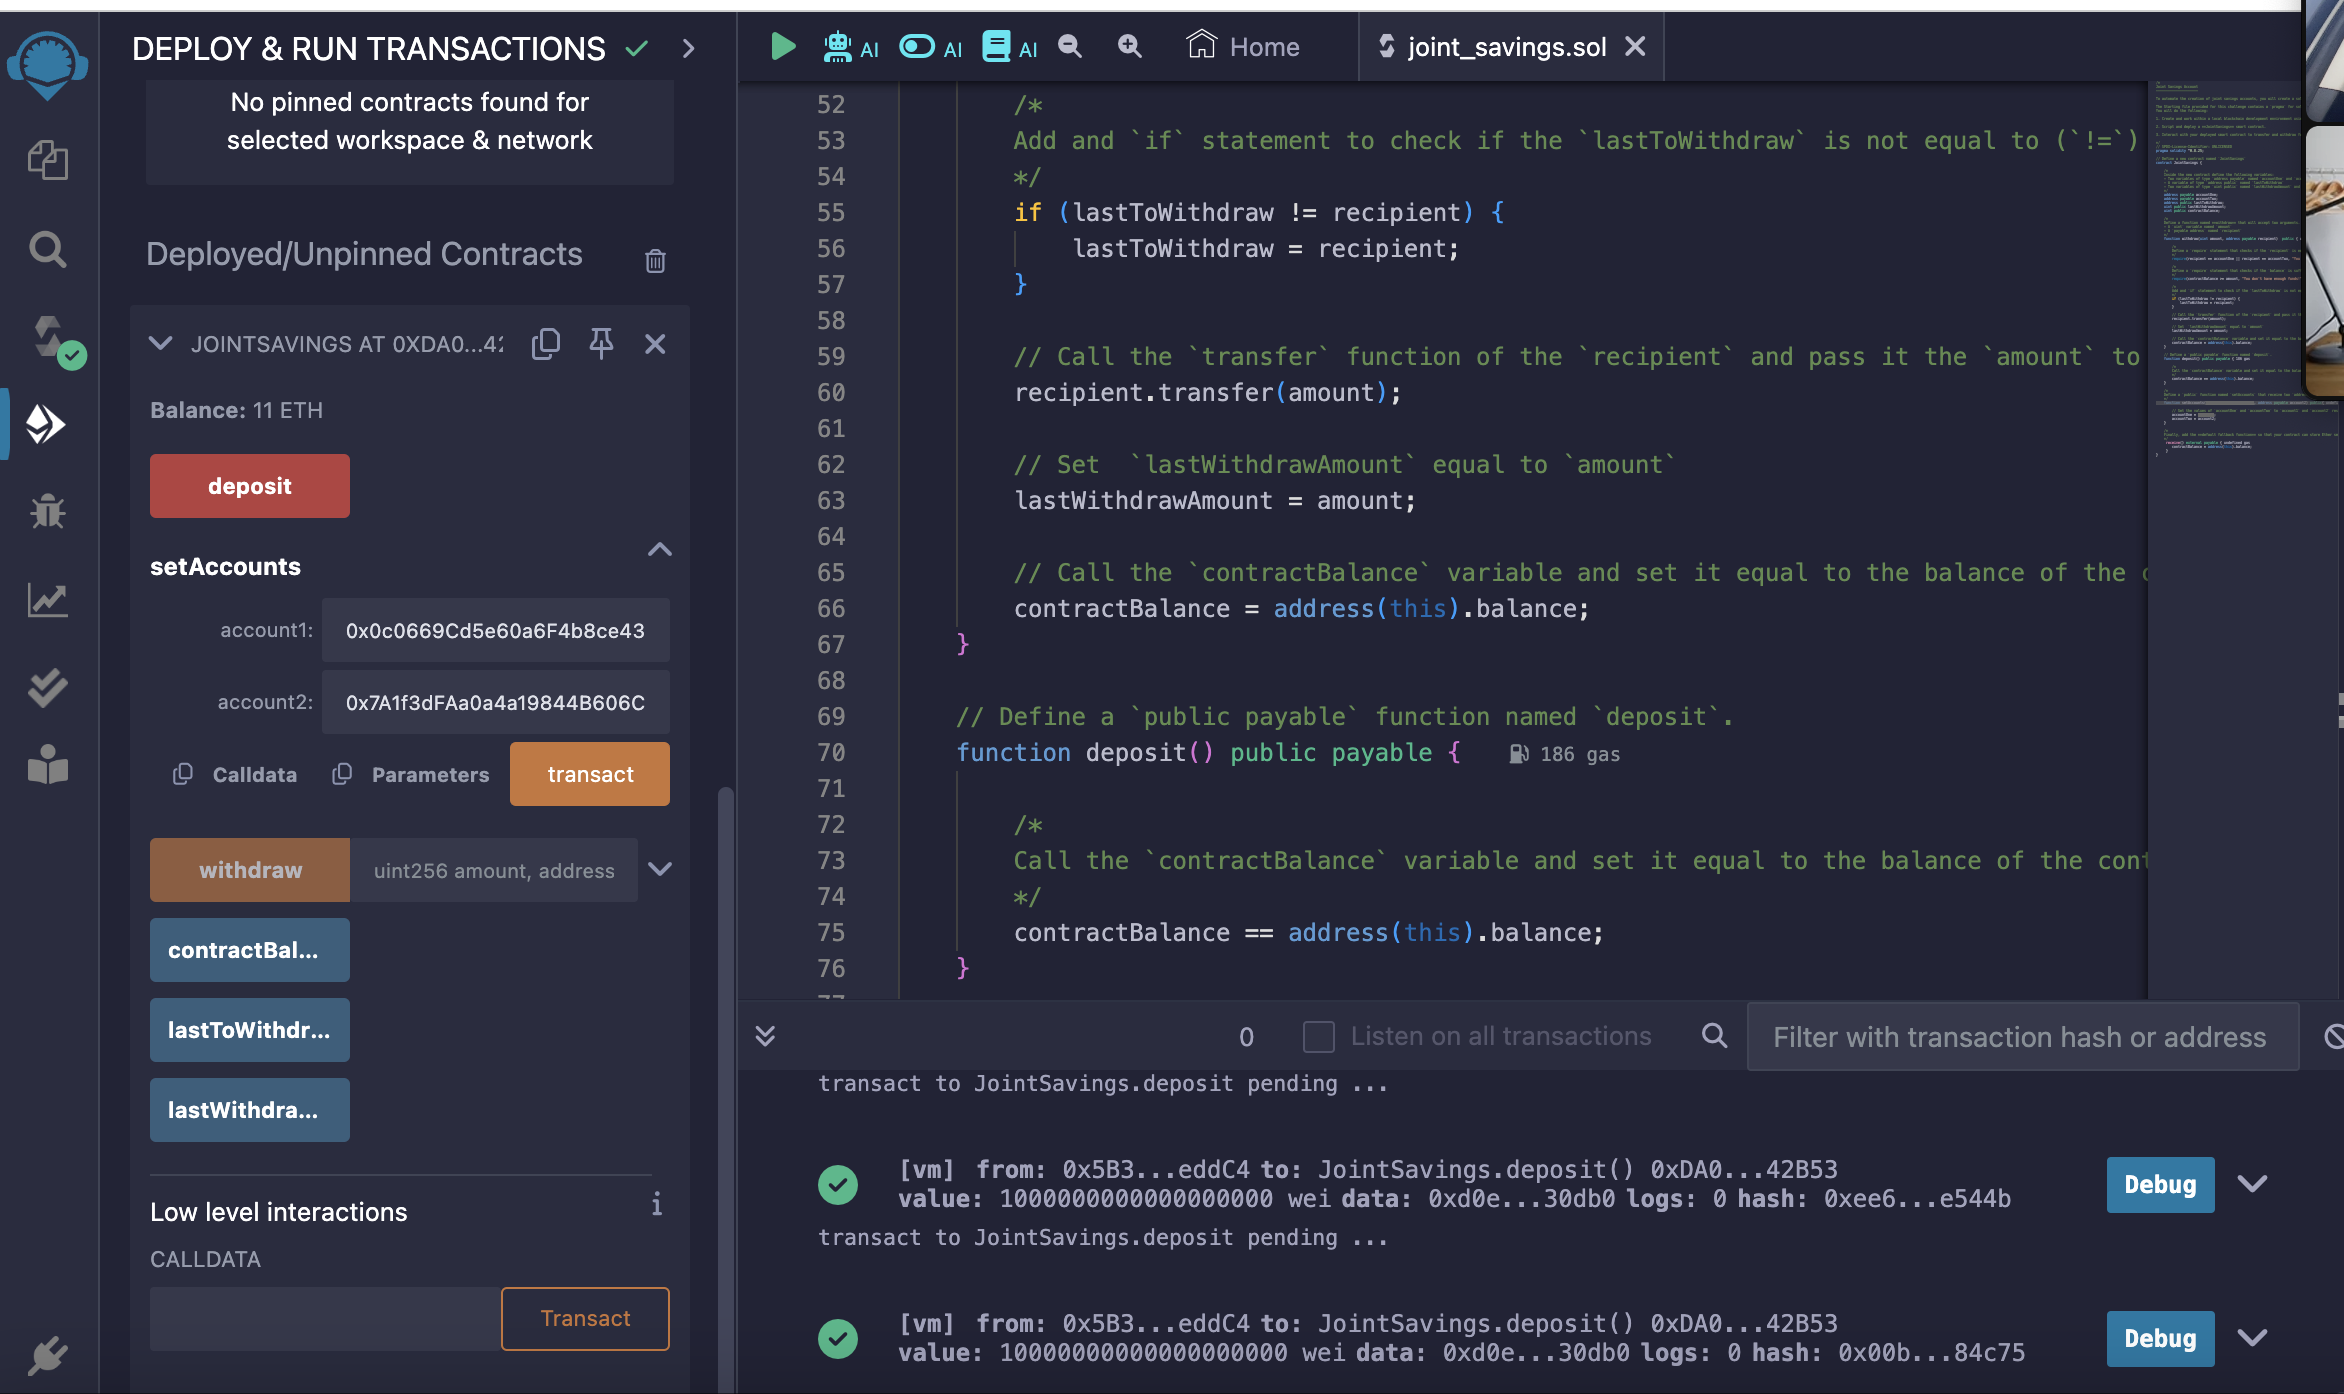 DEPLOY & RUN TRANSACTIONS
No pinned contracts found for
selected workspace & network
Deployed/Unpinned Contracts
JOINTSAVINGS AT 0XDA0...42
Balance: 11 ETH
deposit
setAccounts
account1: 0x0c0669Cd5e60a6F4b8ce43
account2: 0x7A1f3dFAa0a4a19844B606C
Calldata Parameters transact
withdraw uint256 amount, address
contractBal...
lastToWithdr...
lastWithdra...
Low level interactions i
CALLDATA
Transact
AI AI AI Home joint_savings.sol
52 /*
53 Add and `if` statement to check if the `lastToWithdraw` is not equal to (`!=`)
54 */
55 if (lastToWithdraw != recipient) {
56 lastToWithdraw = recipient;
57 }
58
59 // Call the `transfer` function of the `recipient` and pass it the `amount` to
60 recipient.transfer(amount);
61
62 // Set  `lastWithdrawAmount` equal to `amount`
63 lastWithdrawAmount = amount;
64
65 // Call the `contractBalance` variable and set it equal to the balance of the
66 contractBalance = address(this).balance;
67 }
68
69 // Define a `public payable` function named `deposit`.
70 function deposit() public payable { 186 gas
71
72 /*
73 Call the `contractBalance` variable and set it equal to the balance of the cont
74 */
75 contractBalance == address(this).balance;
76 }
0 Listen on all transactions Filter with transaction hash or address
transact to JointSavings.deposit pending ...
[vm] from: 0x5B3...eddC4 to: JointSavings.deposit() 0xDA0...42B53
value: 1000000000000000000 wei data: 0xd0e...30db0 logs: 0 hash: 0xee6...e544b
Debug
transact to JointSavings.deposit pending ...
[vm] from: 0x5B3...eddC4 to: JointSavings.deposit() 0xDA0...42B53
value: 10000000000000000000 wei data: 0xd0e...30db0 logs: 0 hash: 0x00b...84c75
Debug